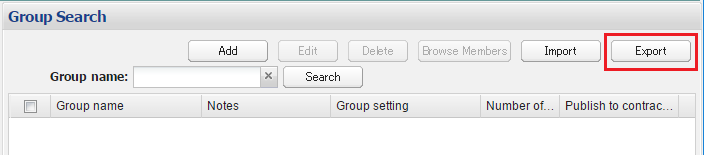 Group Search
Add Edit Delete Browse Members Import Export
Group name: × Search
Group name Notes Group setting Number of... Publish to contrac...